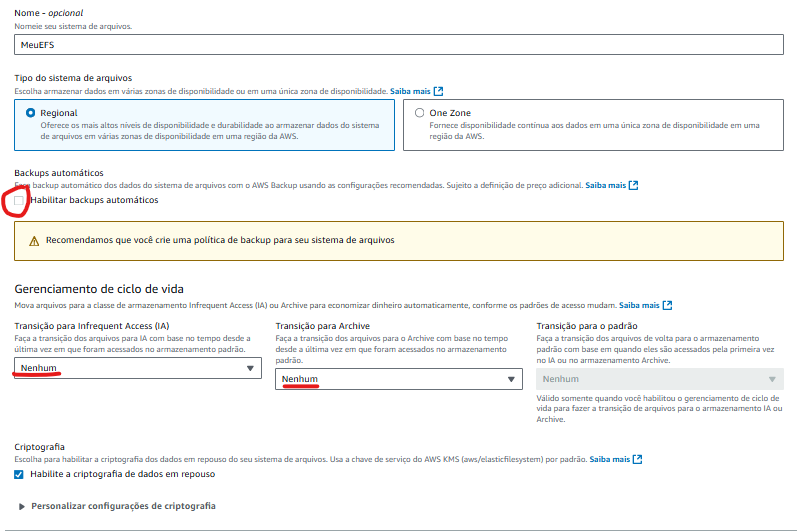 Nome - opcional
Nomeie seu sistema de arquivos.
MeuEFS
Tipo do sistema de arquivos
Escolha armazenar dados em várias zonas de disponibilidade ou em uma única zona de disponibilidade. Saiba mais
Regional
Oferece os mais altos níveis de disponibilidade e durabilidade ao armazenar dados do sistema
de arquivos em várias zonas de disponibilidade em uma região da AWS.
One Zone
Fornece disponibilidade contínua aos dados em uma única zona de disponibilidade em uma
região da AWS.
Backups automáticos
Faça backup automático dos dados do sistema de arquivos com o AWS Backup usando as configurações recomendadas. Sujeito a definição de preço adicional. Saiba mais
Habilitar backups automáticos
Recomendamos que você crie uma política de backup para seu sistema de arquivos
Gerenciamento de ciclo de vida
Mova arquivos para a classe de armazenamento Infrequent Access (IA) ou Archive para economizar dinheiro automaticamente, conforme os padrões de acesso mudam. Saiba mais
Transição para Infrequent Access (IA)
Faça a transição dos arquivos para IA com base no tempo desde a
última vez em que foram acessados no armazenamento padrão.
Nenhum
Transição para Archive
Faça a transição dos arquivos para o Archive com base no tempo
desde a última vez em que foram acessados no armazenamento
padrão.
Nenhum
Transição para o padrão
Faça a transição dos arquivos de volta para o armazenamento
padrão com base em quando eles são acessados pela primeira vez
no IA ou no armazenamento Archive.
Nenhum
Válido somente quando você habilitou o gerenciamento de ciclo de
vida para fazer a transição de arquivos para o armazenamento IA ou
Archive.
Criptografia
Escolha para habilitar a criptografia dos dados em repouso do seu sistema de arquivos. Usa a chave de serviço do AWS KMS (aws/elasticfilesystem) por padrão. Saiba mais
Habilite a criptografia de dados em repouso
Personalizar configurações de criptografia